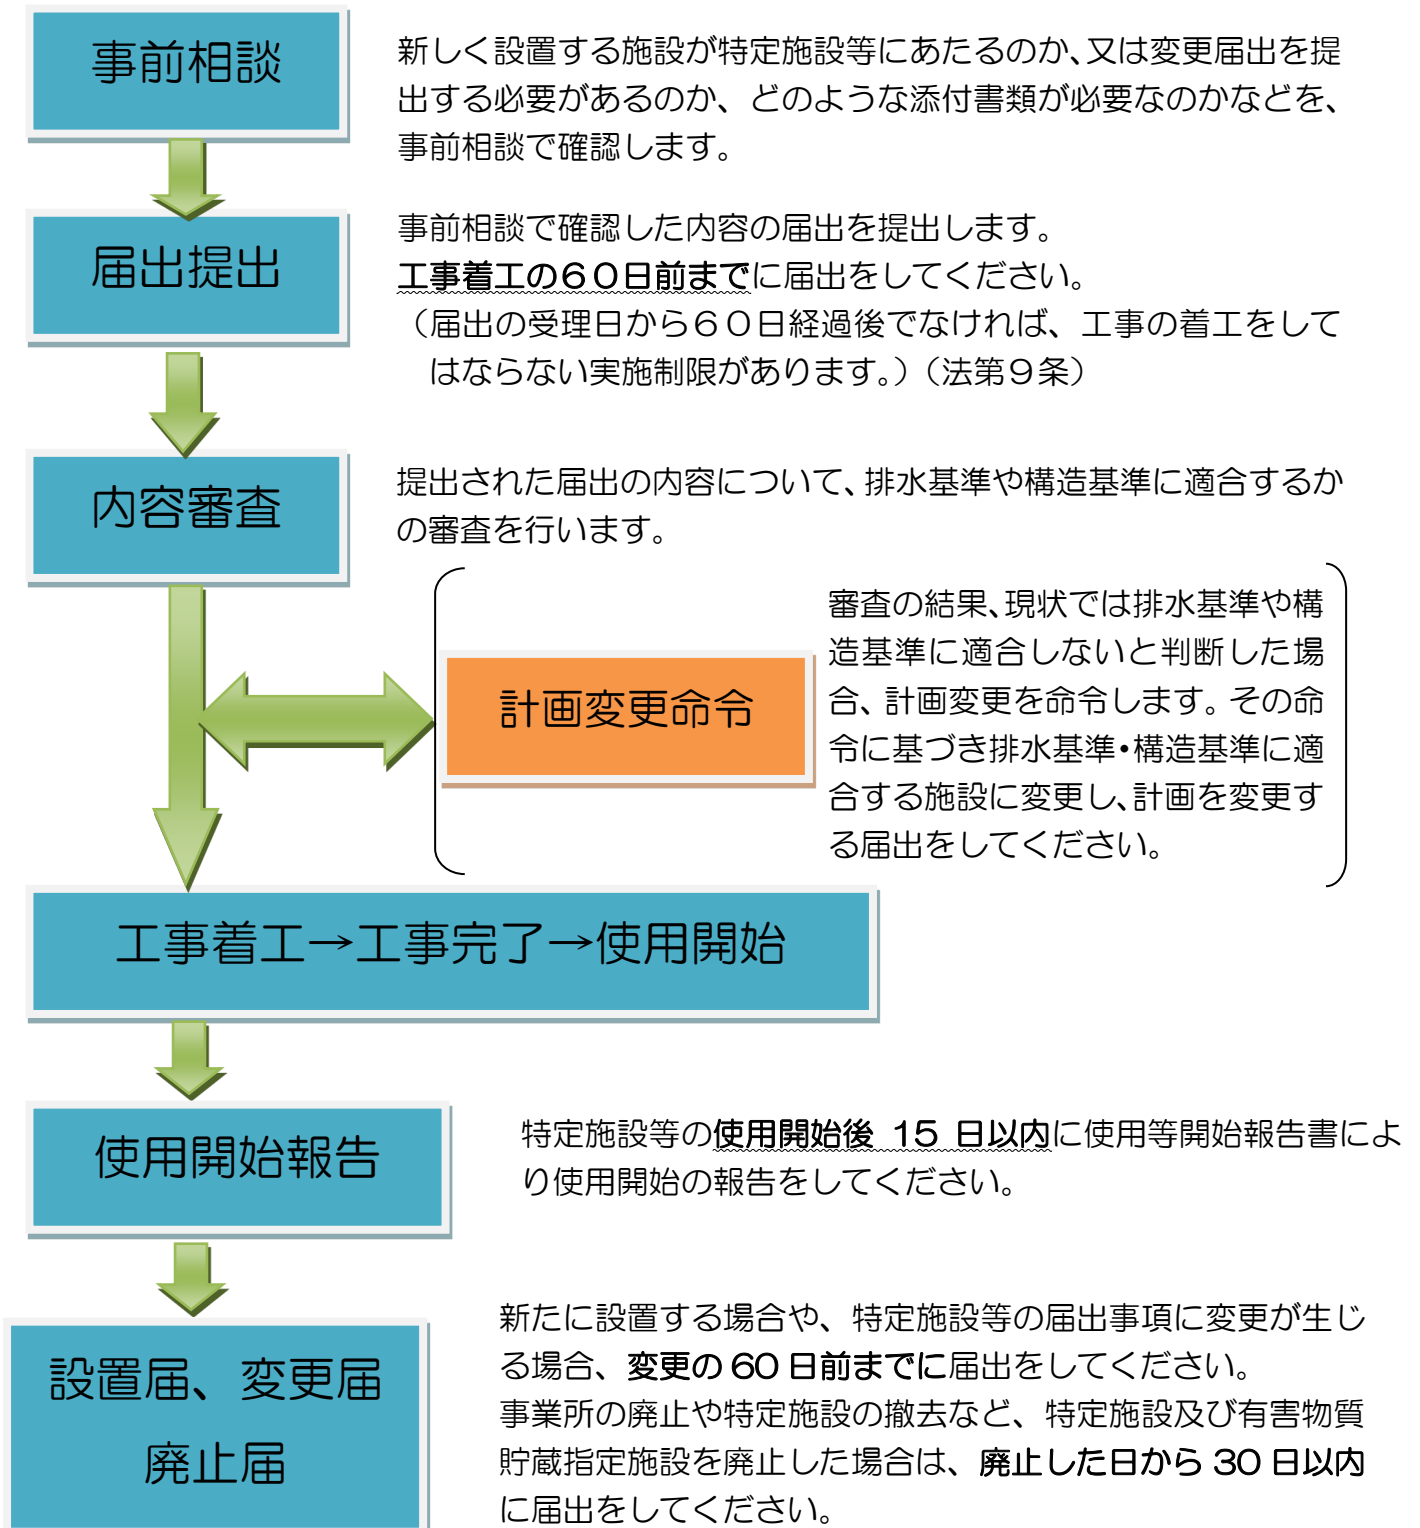 事前相談
新しく設置する施設が特定施設等にあたるのか、又は変更届出を提
出する必要があるのか、どのような添付書類が必要なのかなどを、
事前相談で確認します。
届出提出
事前相談で確認した内容の届出を提出します。
工事着工の６０日前までに届出をしてください。
（届出の受理日から６０日経過後でなければ、工事の着工をして
はならない実施制限があります。）（法第９条）
内容審査
提出された届出の内容について、排水基準や構造基準に適合するか
の審査を行います。
計画変更命令
審査の結果、現状では排水基準や構
造基準に適合しないと判断した場
合、計画変更を命令します。その命
令に基づき排水基準・構造基準に適
合する施設に変更し、計画を変更す
る届出をしてください。
工事着工→工事完了→使用開始
使用開始報告
特定施設等の使用開始後 15 日以内に使用等開始報告書によ
り使用開始の報告をしてください。
設置届、変更届
廃止届
新たに設置する場合や、特定施設等の届出事項に変更が生じ
る場合、変更の 60 日前までに届出をしてください。
事業所の廃止や特定施設の撤去など、特定施設及び有害物質
貯蔵指定施設を廃止した場合は、廃止した日から 30 日以内
に届出をしてください。